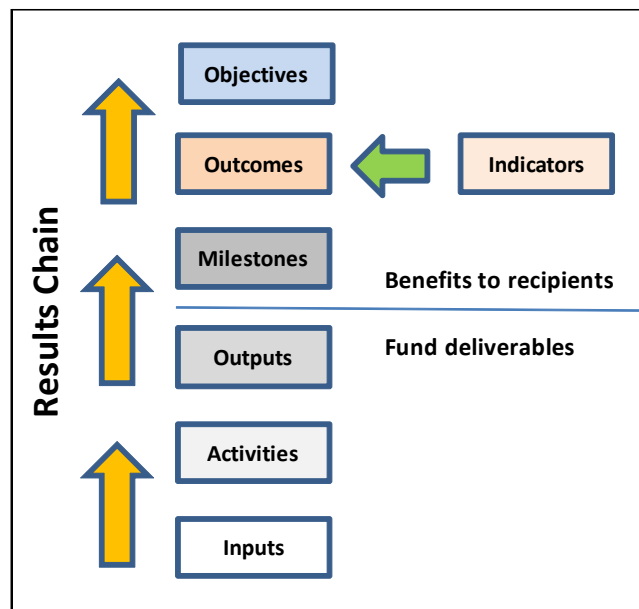 Objectives
Outcomes
Indicators
Milestones
Benefits to recipients
Results Chain
Fund deliverables
Outputs
Activities
Inputs